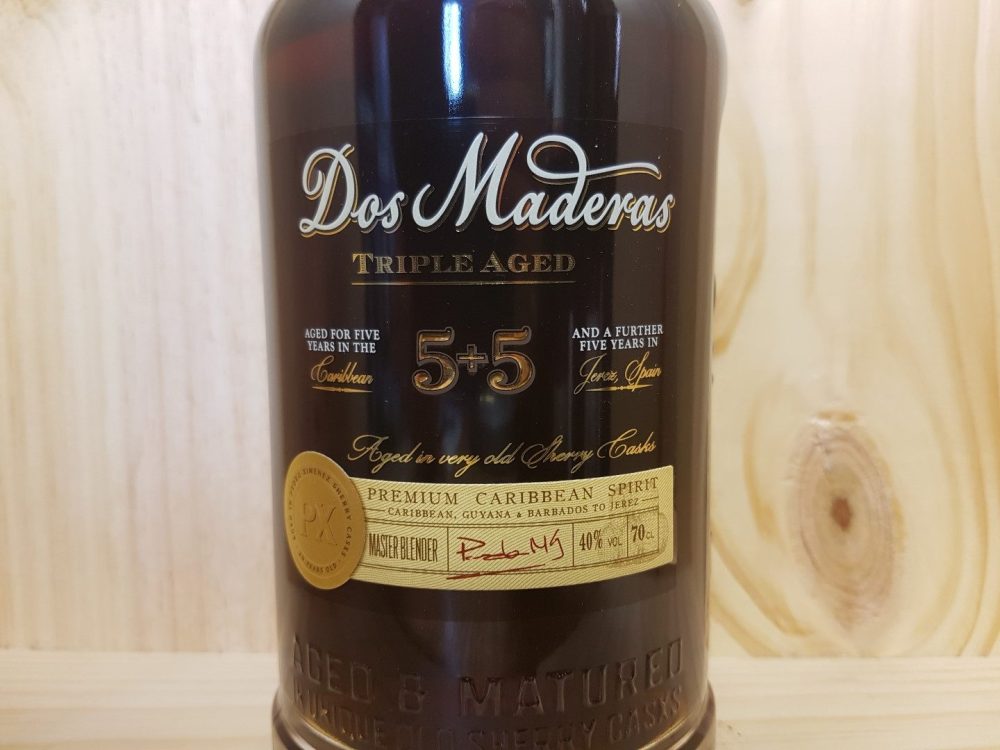 Dos Maderas
TRIPLE AGED
AGED FOR FIVE
YEARS IN THE
Caribbean
5+5
AND A FURTHER
FIVE YEARS IN
Jerez, Spain
Aged in very old Sherry Casks
PREMIUM CARIBBEAN SPIRIT
CARIBBEAN, GUYANA & BARBADOS TO JEREZ
PX
MASTER BLENDER
40% VOL
70 CL
AGED & MATURED
SHERRY CASKS